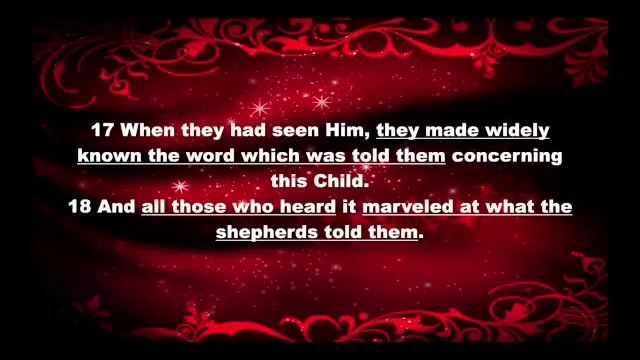 17 When they had seen Him, they made widely
known the word which was told them concerning
this Child.
18 And all those who heard it marveled at what the
shepherds told them.